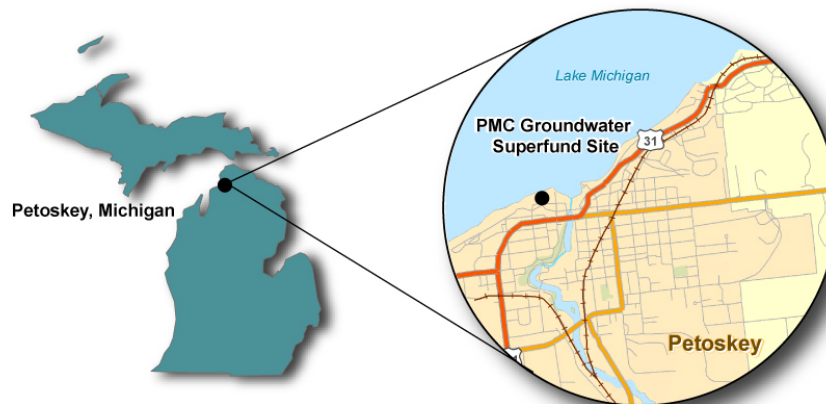 Lake Michigan
PMC Groundwater
Superfund Site
31
Petoskey, Michigan
Petoskey